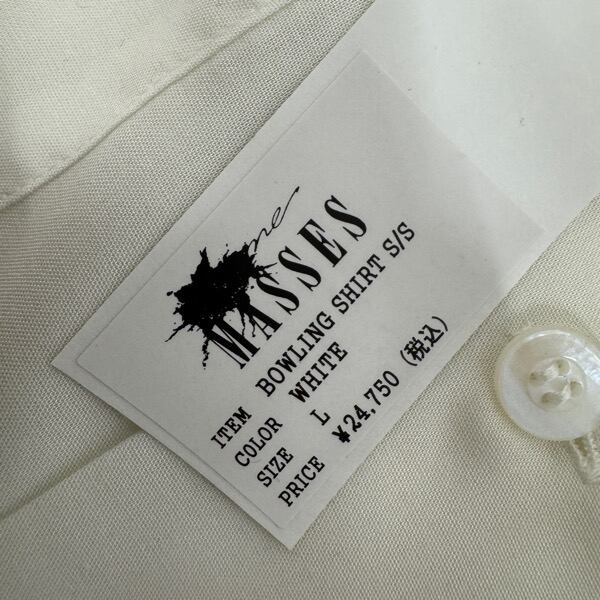 me
MASSES
ITEM BOWLING SHIRT S/S
COLOR WHITE
SIZE L
PRICE ¥24,750 (税込)